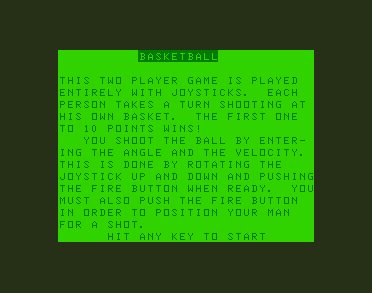 BASKETBALL
THIS TWO PLAYER GAME IS PLAYED
ENTIRELY WITH JOYSTICKS.  EACH
PERSON TAKES A TURN SHOOTING AT
HIS OWN BASKET.  THE FIRST ONE
TO 10 POINTS WINS!
YOU SHOOT THE BALL BY ENTER-
ING THE ANGLE AND THE VELOCITY.
THIS IS DONE BY ROTATING THE
JOYSTICK UP AND DOWN AND PUSHING
THE FIRE BUTTON WHEN READY.  YOU
MUST ALSO PUSH THE FIRE BUTTON
IN ORDER TO POSITION YOUR MAN
FOR A SHOT.
HIT ANY KEY TO START